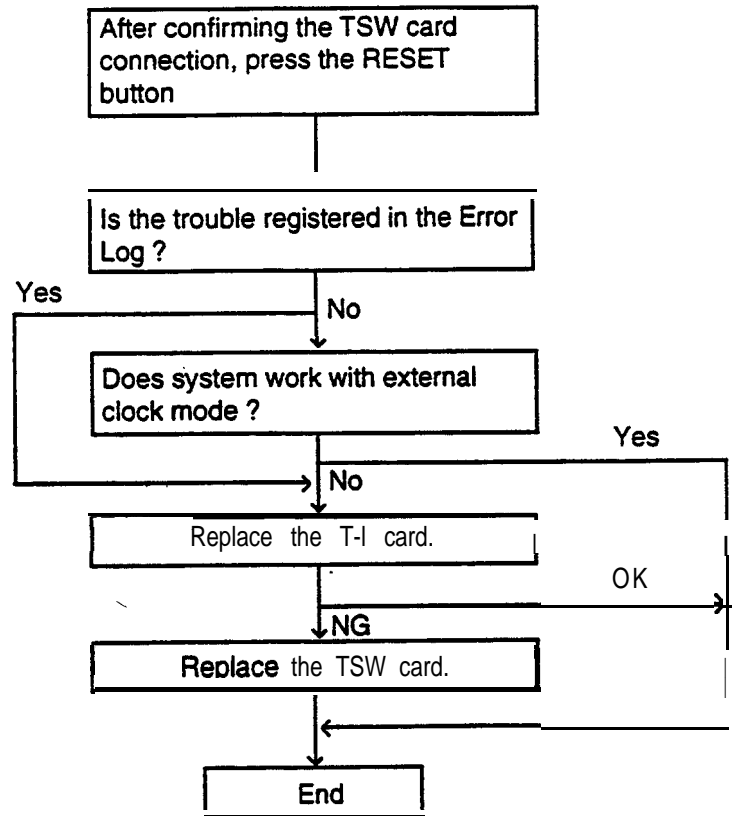 After confirming the TSW card
connection, press the RESET
button
Is the trouble registered in the Error
Log ?
Yes
No
Does system work with external
clock mode ?
Yes
No
Replace the T-I card.
OK
NG
Replace the TSW card.
End